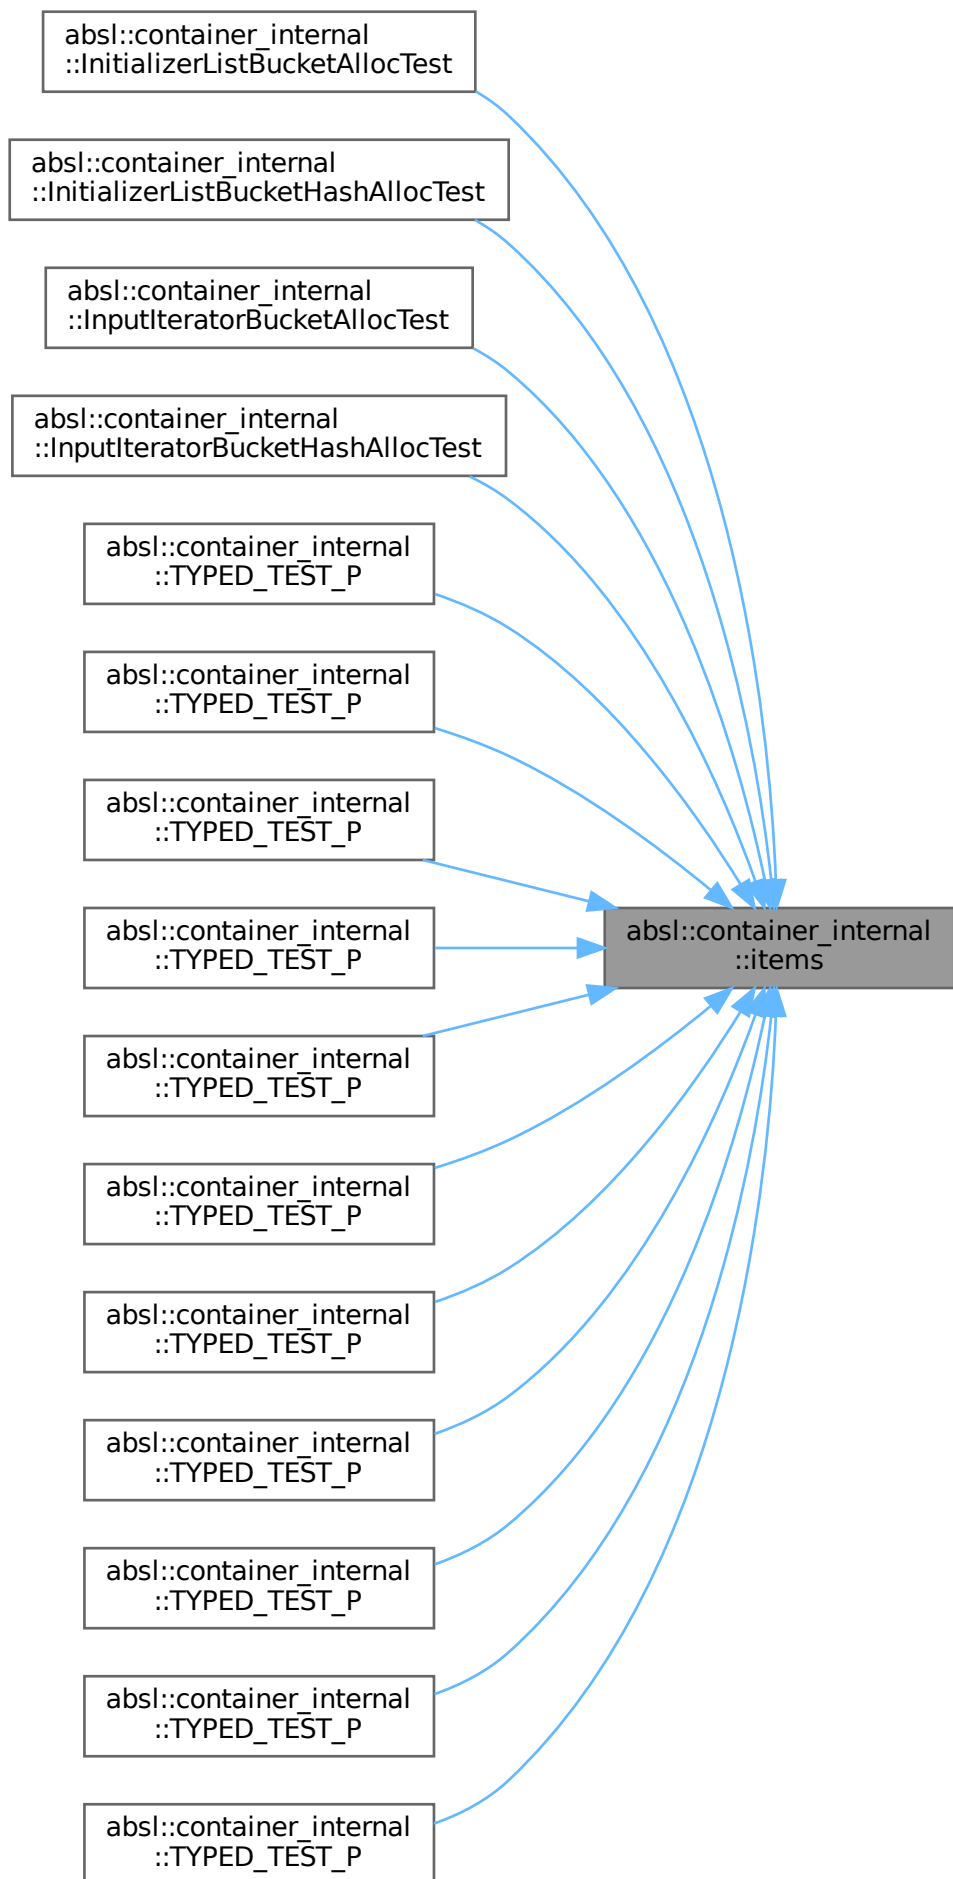 absl::container_internal
::InitializerListBucketAllocTest
absl::container_internal
::InitializerListBucketHashAllocTest
absl::container_internal
::InputIteratorBucketAllocTest
absl::container_internal
::InputIteratorBucketHashAllocTest
absl::container_internal
::TYPED_TEST_P
absl::container_internal
::TYPED_TEST_P
absl::container_internal
::TYPED_TEST_P
absl::container_internal
::TYPED_TEST_P
absl::container_internal
::items
absl::container_internal
::TYPED_TEST_P
absl::container_internal
::TYPED_TEST_P
absl::container_internal
::TYPED_TEST_P
absl::container_internal
::TYPED_TEST_P
absl::container_internal
::TYPED_TEST_P
absl::container_internal
::TYPED_TEST_P
absl::container_internal
::TYPED_TEST_P